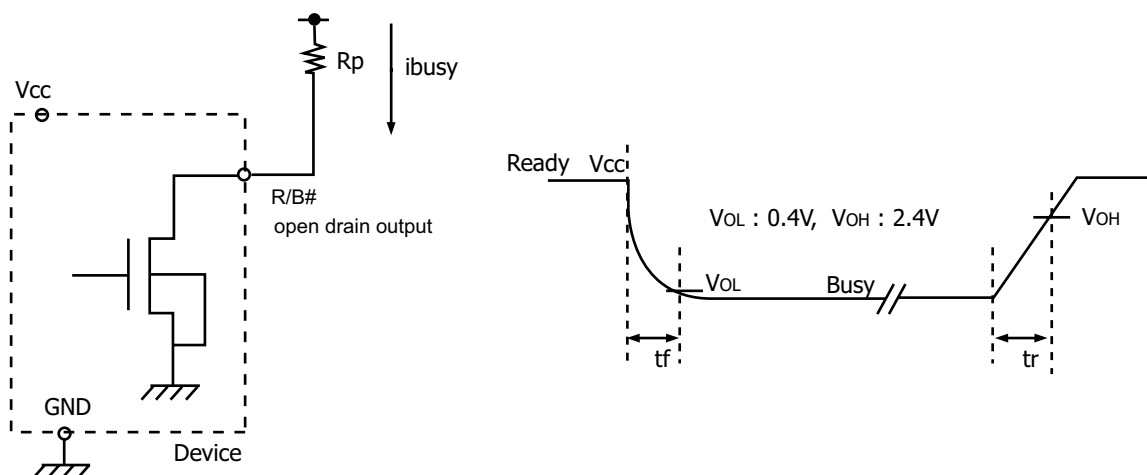 Rp
ibusy
Vcc
R/B#
open drain output
GND
Device
Ready Vcc
VOL : 0.4V, VOH : 2.4V
VOH
VOL
Busy
tf
tr